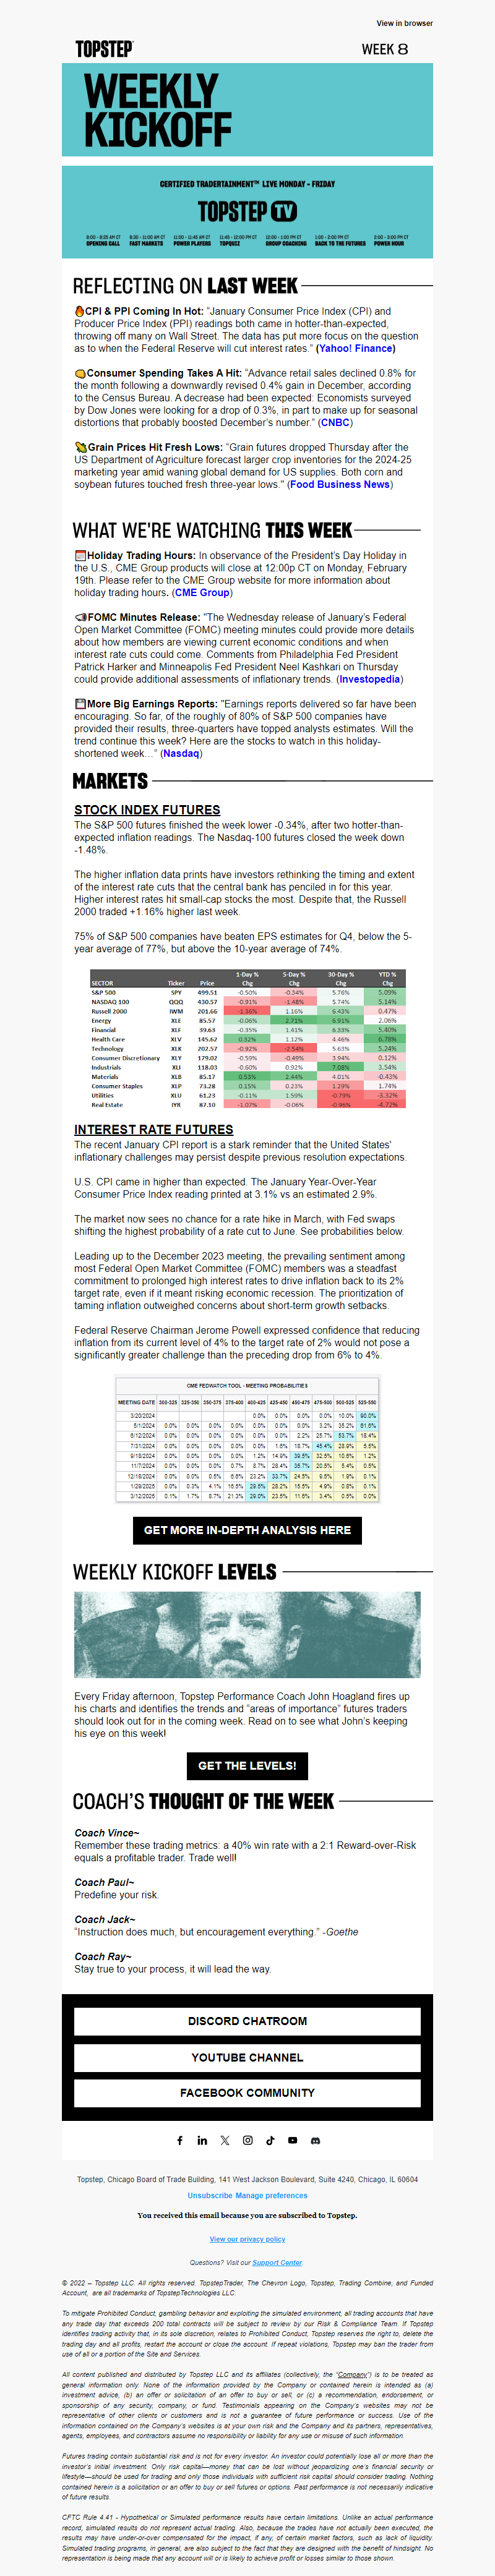 View in browser
TOPSTEP
WEEK 8
WEEKLY
KICKOFF
CERTIFIED TRADERTAINMENT™ LIVE MONDAY - FRIDAY
TOPSTEP TV
OPENING CALL FAST MARKETS POWER PLAYERS TOPQUIZ GROUP COACHING BACK TO THE FUTURES POWER HOUR
REFLECTING ON LAST WEEK
CPI & PPI Coming In Hot: “January Consumer Price Index (CPI) and
Producer Price Index (PPI) readings both came in hotter-than-expected,
throwing off many on Wall Street. The data has put more focus on the question
as to when the Federal Reserve will cut interest rates.” (Yahoo! Finance)
Consumer Spending Takes A Hit: “Advance retail sales declined 0.8% for
the month following a downwardly revised 0.4% gain in December, according
to the Census Bureau. A decrease had been expected: Economists surveyed
by Dow Jones were looking for a drop of 0.3%, in part to make up for seasonal
distortions that probably boosted December’s number.” (CNBC)
Grain Prices Hit Fresh Lows: “Grain futures dropped Thursday after the
US Department of Agriculture forecast larger crop inventories for the 2024-25
marketing year amid waning global demand for US supplies. Both corn and
soybean futures touched fresh three-year lows." (Food Business News)
WHAT WE'RE WATCHING THIS WEEK
Holiday Trading Hours: In observance of the President’s Day Holiday in
the U.S., CME Group products will close at 12:00p CT on Monday, February
19th. Please refer to the CME Group website for more information about
holiday trading hours. (CME Group)
FOMC Minutes Release: "The Wednesday release of January’s Federal
Open Market Committee (FOMC) meeting minutes could provide more details
about how members are viewing current economic conditions and when
interest rate cuts could come. Comments from Philadelphia Fed President
Patrick Harker and Minneapolis Fed President Neel Kashkari on Thursday
could provide additional assessments of inflationary trends. (Investopedia)
More Big Earnings Reports: "Earnings reports delivered so far have been
encouraging. So far, of the roughly of 80% of S&P 500 companies have
provided their results, three-quarters have topped analysts estimates. Will the
trend continue this week? Here are the stocks to watch in this holiday-
shortened week…” (Nasdaq)
MARKETS
STOCK INDEX FUTURES
The S&P 500 futures finished the week lower -0.34%, after two hotter-than-
expected inflation readings. The Nasdaq-100 futures closed the week down
-1.48%.
The higher inflation data prints have investors rethinking the timing and extent
of the interest rate cuts that the central bank has penciled in for this year.
Higher interest rates hit small-cap stocks the most. Despite that, the Russell
2000 traded +1.16% higher last week.
75% of S&P 500 companies have beaten EPS estimates for Q4, below the 5-
year average of 77%, but above the 10-year average of 74%.
1-Day % 5-Day % 30-Day % YTD %
SECTOR Ticker Price Chg Chg Chg Chg
S&P 500 SPY 499.51 -0.50% -0.34% 5.76% 5.09%
NASDAQ 100 QQQ 430.57 -0.91% -1.48% 5.74% 5.14%
Russell 2000 IWM 201.66 -1.36% 1.16% 6.43% 0.47%
Energy XLE 85.57 -0.06% 2.71% 6.91% 2.06%
Financial XLF 39.63 -0.35% 1.41% 6.33% 5.40%
Health Care XLV 145.62 0.32% 1.12% 4.46% 6.78%
Technology XLK 202.57 -0.92% -2.54% 5.63% 5.24%
Consumer Discretionary XLY 179.02 -0.59% -0.49% 3.94% 0.12%
Industrials XLI 118.03 -0.60% 0.92% 7.08% 3.54%
Materials XLB 85.17 0.53% 2.44% 4.01% -0.43%
Consumer Staples XLP 73.28 0.15% 0.23% 1.29% 1.74%
Utilities XLU 61.23 -0.11% 1.59% -0.79% -3.32%
Real Estate IYR 87.10 -1.07% -0.06% -0.96% -4.72%
INTEREST RATE FUTURES
The recent January CPI report is a stark reminder that the United States'
inflationary challenges may persist despite previous resolution expectations.
U.S. CPI came in higher than expected. The January Year-Over-Year
Consumer Price Index reading printed at 3.1% vs an estimated 2.9%.
The market now sees no chance for a rate hike in March, with Fed swaps
shifting the highest probability of a rate cut to June. See probabilities below.
Leading up to the December 2023 meeting, the prevailing sentiment among
most Federal Open Market Committee (FOMC) members was a steadfast
commitment to prolonged high interest rates to drive inflation back to its 2%
target rate, even if it meant risking economic recession. The prioritization of
taming inflation outweighed concerns about short-term growth setbacks.
Federal Reserve Chairman Jerome Powell expressed confidence that reducing
inflation from its current level of 4% to the target rate of 2% would not pose a
significantly greater challenge than the preceding drop from 6% to 4%.
CME FEDWATCH TOOL - MEETING PROBABILITIES
MEETING DATE 300-325 325-350 350-375 375-400 400-425 425-450 450-475 475-500 500-525 525-550
3/20/2024 0.0% 0.0% 0.0% 0.0% 10.0% 90.0%
5/1/2024 0.0% 0.0% 0.0% 0.0% 0.0% 0.0% 0.0% 3.2% 35.2% 61.6%
6/12/2024 0.0% 0.0% 0.0% 0.0% 0.0% 0.0% 2.2% 25.7% 53.7% 18.4%
7/31/2024 0.0% 0.0% 0.0% 0.0% 0.0% 1.6% 18.7% 45.4% 28.9% 5.5%
9/18/2024 0.0% 0.0% 0.0% 0.0% 1.2% 14.9% 39.5% 32.5% 10.6% 1.2%
11/7/2024 0.0% 0.0% 0.0% 0.7% 8.7% 28.4% 35.7% 20.5% 5.4% 0.5%
12/18/2024 0.0% 0.0% 0.5% 6.8% 23.2% 33.7% 24.5% 9.6% 1.9% 0.1%
1/29/2025 0.0% 0.3% 4.1% 16.5% 29.6% 28.2% 15.6% 4.9% 0.8% 0.1%
3/12/2025 0.1% 1.7% 8.7% 21.3% 29.0% 23.5% 11.6% 3.4% 0.5% 0.0%
GET MORE IN-DEPTH ANALYSIS HERE
WEEKLY KICKOFF LEVELS
Every Friday afternoon, Topstep Performance Coach John Hoagland fires up
his charts and identifies the trends and “areas of importance” futures traders
should look out for in the coming week. Read on to see what John’s keeping
his eye on this week!
GET THE LEVELS!
COACH’S THOUGHT OF THE WEEK
Coach Vince~
Remember these trading metrics: a 40% win rate with a 2:1 Reward-over-Risk
equals a profitable trader. Trade well!
Coach Paul~
Predefine your risk.
Coach Jack~
“Instruction does much, but encouragement everything.” -Goethe
Coach Ray~
Stay true to your process, it will lead the way.
DISCORD CHATROOM
YOUTUBE CHANNEL
FACEBOOK COMMUNITY
Topstep, Chicago Board of Trade Building, 141 West Jackson Boulevard, Suite 4240, Chicago, IL 60604
Unsubscribe Manage preferences
You received this email because you are subscribed to Topstep.
View our privacy policy
Questions? Visit our Support Center
© 2022 – Topstep LLC. All rights reserved. TopstepTrader, The Chevron Logo, Topstep, Trading Combine, and Funded
Account, are all trademarks of TopstepTechnologies LLC.
To mitigate Prohibited Conduct, gambling behavior and exploiting the simulated environment, all trading accounts that have
any trade day that exceeds 200 total contracts will be subject to review by our Risk & Compliance Team. If Topstep
identifies trading activity that, in its sole discretion, relates to Prohibited Conduct, Topstep reserves the right to, delete the
trading day and all profits, restart the account or close the account. If repeat violations, Topstep may ban the trader from
use of all or a portion of the Site and Services.
All content published and distributed by Topstep LLC and its affiliates (collectively, the “Company”) is to be treated as
general information only. None of the information provided by the Company or contained herein is intended as (a)
investment advice, (b) an offer or solicitation of an offer to buy or sell, or (c) a recommendation, endorsement, or
sponsorship of any security, company, or fund. Testimonials appearing on the Company’s websites may not be
representative of other clients or customers and is not a guarantee of future performance or success. Use of the
information contained on the Company’s websites is at your own risk and the Company and its partners, representatives,
agents, employees, and contractors assume no responsibility or liability for any use or misuse of such information.
Futures trading contain substantial risk and is not for every investor. An investor could potentially lose all or more than the
investor’s initial investment. Only risk capital—money that can be lost without jeopardizing one’s financial security or
lifestyle—should be used for trading and only those individuals with sufficient risk capital should consider trading. Nothing
contained herein is a solicitation or an offer to buy or sell futures or options. Past performance is not necessarily indicative
of future results.
CFTC Rule 4.41 - Hypothetical or Simulated performance results have certain limitations. Unlike an actual performance
record, simulated results do not represent actual trading. Also, because the trades have not actually been executed, the
results may have under-or-over compensated for the impact, if any, of certain market factors, such as lack of liquidity.
Simulated trading programs, in general, are also subject to the fact that they are designed with the benefit of hindsight. No
representation is being made that any account will or is likely to achieve profit or losses similar to those shown.